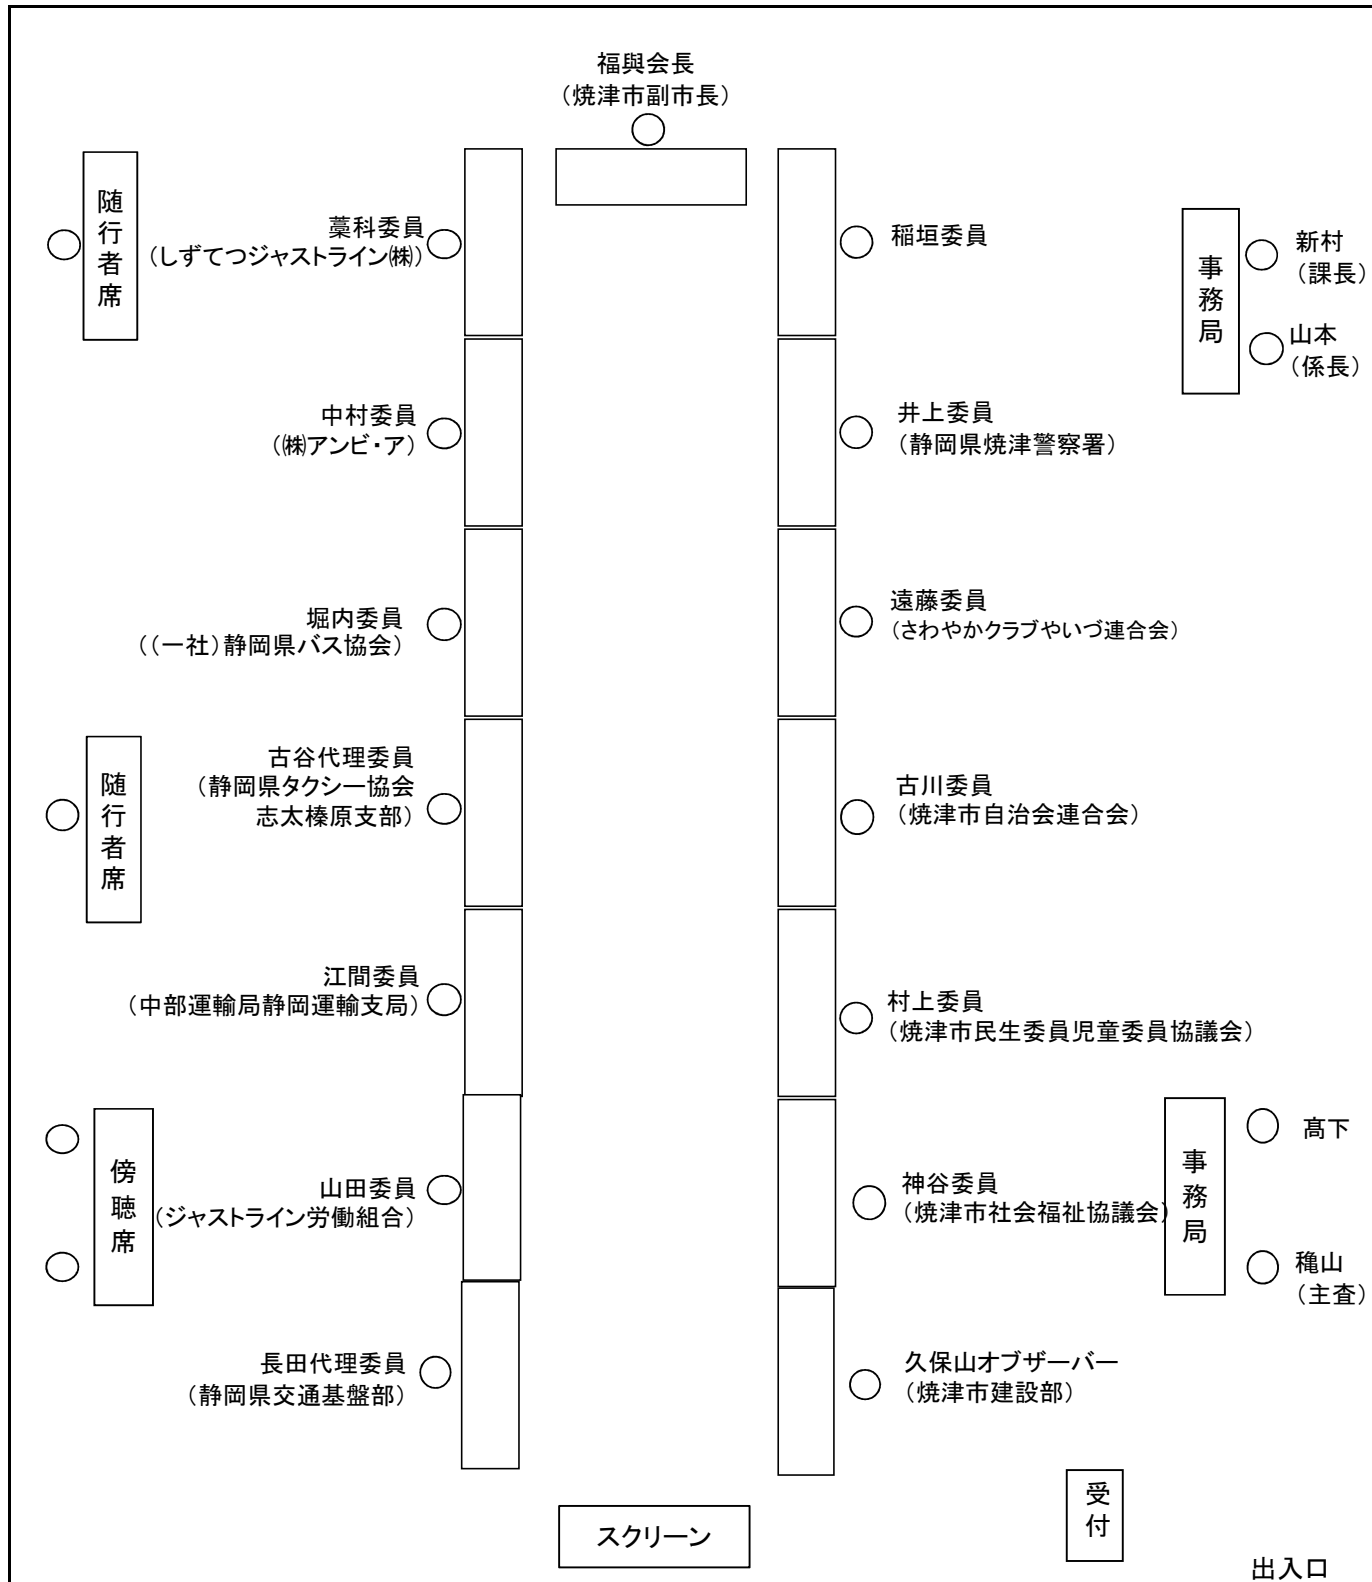 福與会長
（焼津市副市長）
随行者席
藁科委員
（しずてつジャストライン㈱）
稲垣委員
事務局
新村
（課長）
山本
（係長）
中村委員
（㈱アンビ・ア）
井上委員
（静岡県焼津警察署）
堀内委員
（（一社）静岡県バス協会）
遠藤委員
（さわやかクラブやいづ連合会）
随行者席
古谷代理委員
（静岡県タクシー協会
志太榛原支部）
古川委員
（焼津市自治会連合会）
江間委員
（中部運輸局静岡運輸支局）
村上委員
（焼津市民生委員児童委員協議会）
傍聴席
山田委員
（ジャストライン労働組合）
神谷委員
（焼津市社会福祉協議会）
事務局
髙下
穐山
（主査）
長田代理委員
（静岡県交通基盤部）
久保山オブザーバー
（焼津市建設部）
スクリーン
受付
出入口